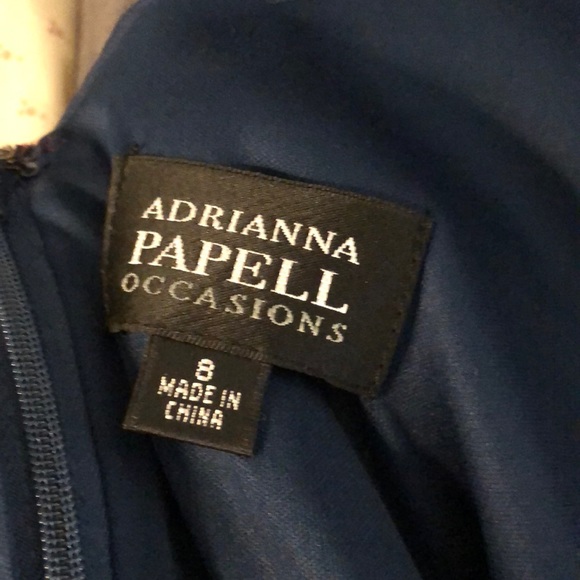 ADRIANNA
PAPELL
OCCASIONS
8
MADE IN
CHINA